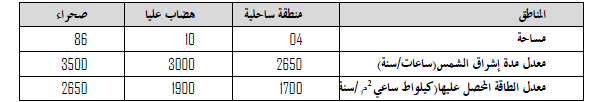 المناطق منطقة ساحلية هضاب عليا صحراء
مساحة 04 10 86
معدل مدة إشراق الشمس(ساعات/سنة) 2650 3000 3500
معدل الطاقة المحصل عليها(كيلواط ساعي/م2/سنة 1700 1900 2650